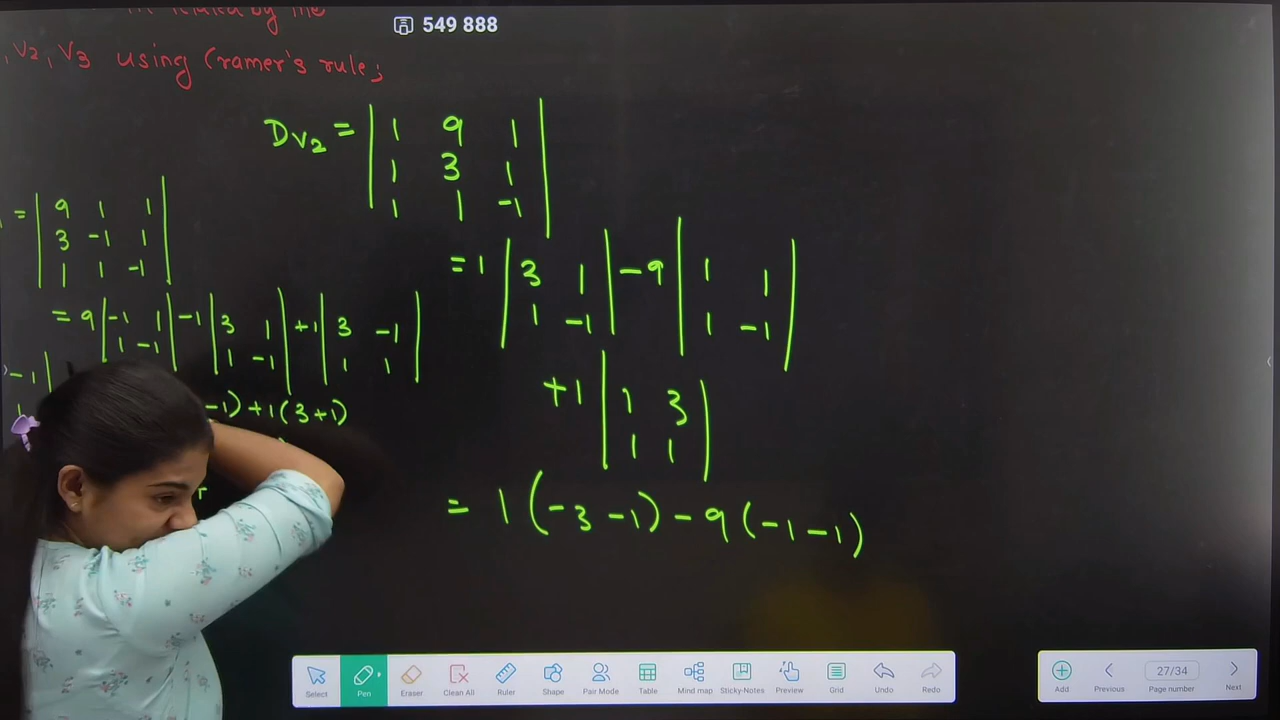 549 888
, V2, V3 using Cramer's rule;
DV2 = | 1 9 1 |
| 1 3 1 |
| 1 1 -1 |
= | 9 1 1 |
| 3 -1 1 |
| 1 1 -1 |
= 1 | 3 1 | - 9 | 1 1 |
| 1 -1 | | 1 -1 |
= 9 | -1 1 | - 1 | 3 1 | + 1 | 3 -1 |
| 1 -1 | | 1 -1 | | 1 1 |
+ 1 | 1 3 |
| 1 1 |
-1 |
-1) + 1(3+1)
= 1(-3-1) - 9(-1-1)
Select Pen Eraser Clean All Ruler Shape Pair Mode Table Mind map Sticky-Notes Preview Grid Undo Redo
Add Previous 27/34 Page number Next